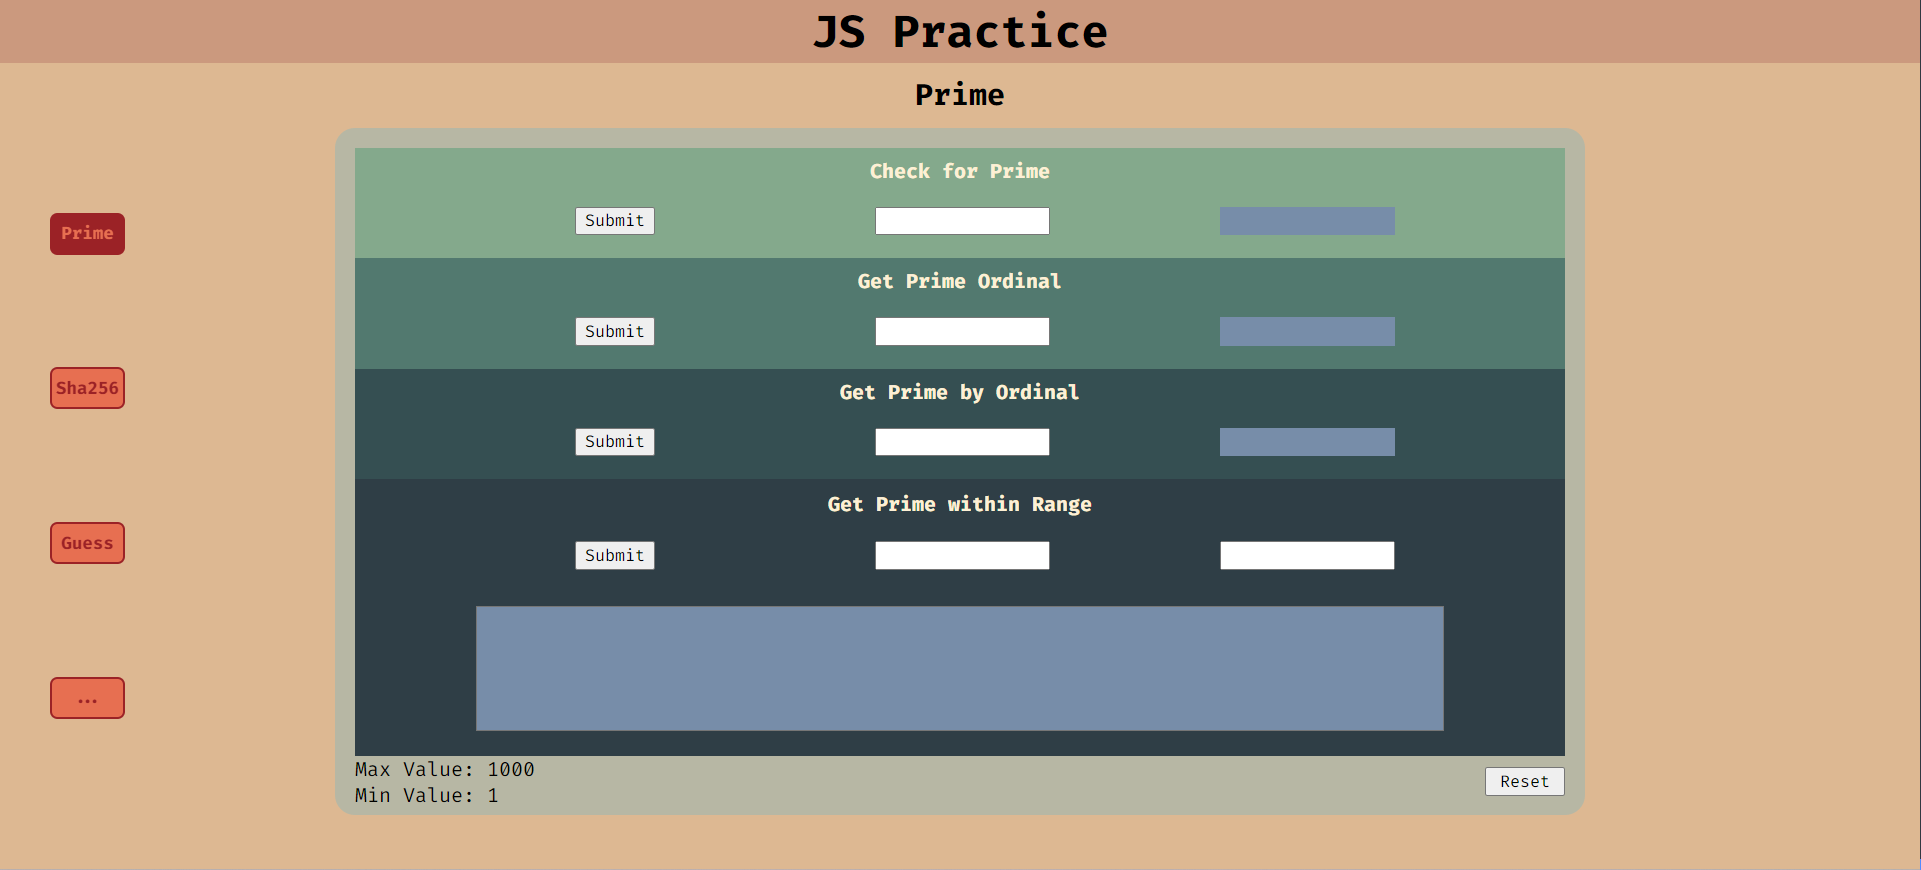 JS Practice
Prime
Prime
Sha256
Guess
...
Check for Prime
Submit
Get Prime Ordinal
Submit
Get Prime by Ordinal
Submit
Get Prime within Range
Submit
Max Value: 1000
Min Value: 1
Reset